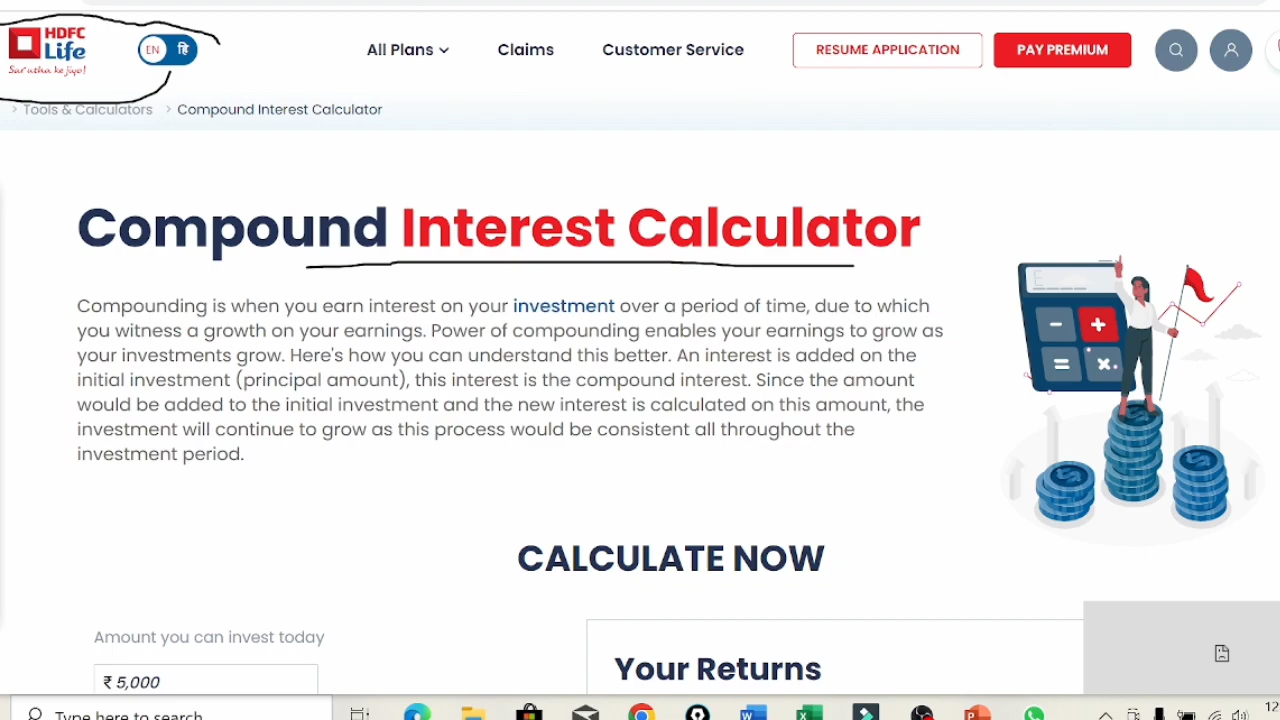 HDFC
Life
Sar utha ke jiyo!
EN हि
All Plans
Claims
Customer Service
RESUME APPLICATION
PAY PREMIUM
> Tools & Calculators > Compound Interest Calculator
Compound Interest Calculator
Compounding is when you earn interest on your investment over a period of time, due to which
you witness a growth on your earnings. Power of compounding enables your earnings to grow as
your investments grow. Here's how you can understand this better. An interest is added on the
initial investment (principal amount), this interest is the compound interest. Since the amount
would be added to the initial investment and the new interest is calculated on this amount, the
investment will continue to grow as this process would be consistent all throughout the
investment period.
CALCULATE NOW
Amount you can invest today
₹ 5,000
Your Returns
Type here to search